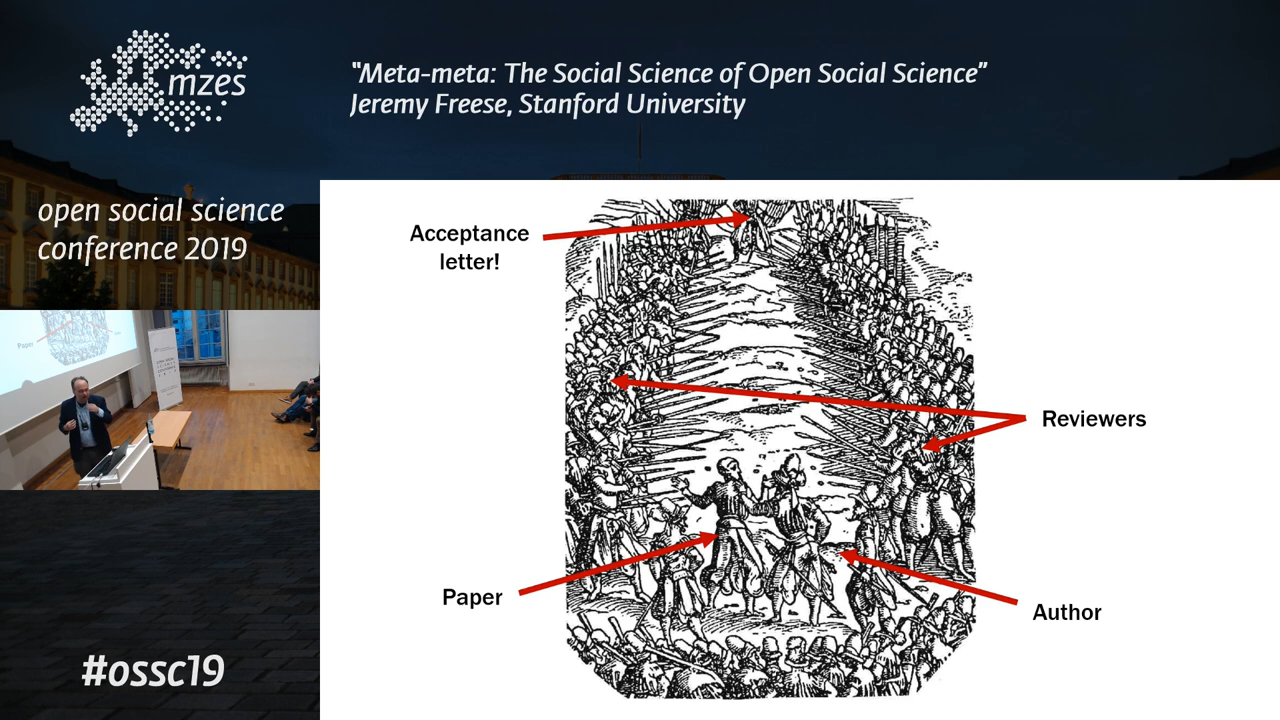 mzes
"Meta-meta: The Social Science of Open Social Science"
Jeremy Freese, Stanford University
open social science
conference 2019
Acceptance
letter!
Reviewers
Paper
Author
Paper
#ossc19